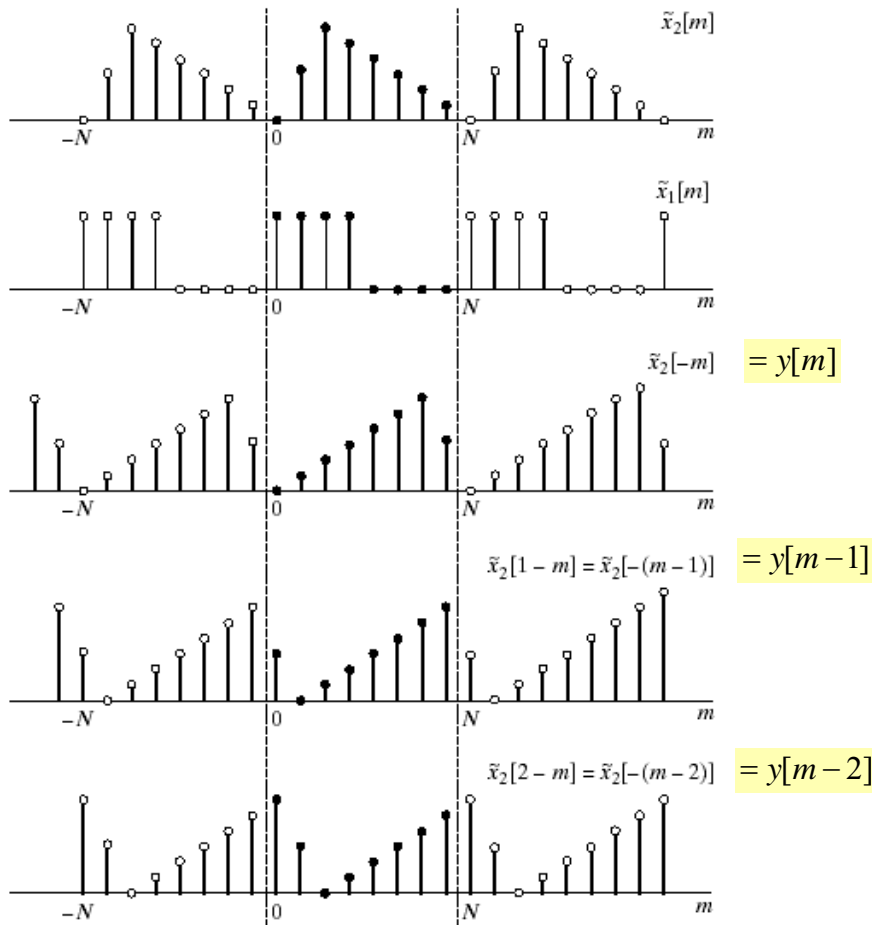 x̃₂[m]
−N 0 N m
x̃₁[m]
−N 0 N m
x̃₂[−m] = y[m]
−N 0 N m
x̃₂[1 − m] = x̃₂[−(m − 1)] = y[m − 1]
−N 0 N m
x̃₂[2 − m] = x̃₂[−(m − 2)] = y[m − 2]
−N 0 N m